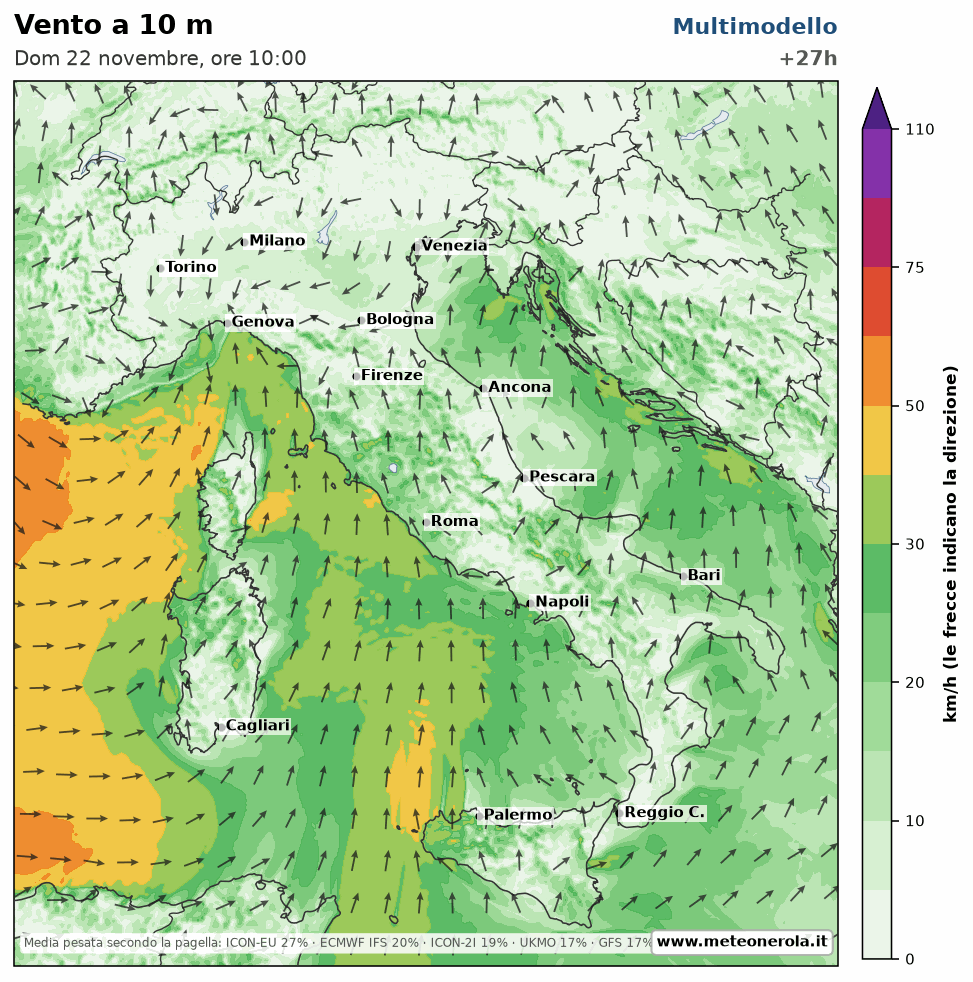 Vento a 10 m
Multimodello
Dom 22 novembre, ore 10:00
+27h
110
75
50
30
20
10
0
km/h (le frecce indicano la direzione)
Milano
Venezia
Torino
Genova
Bologna
Firenze
Ancona
Pescara
Roma
Bari
Napoli
Cagliari
Palermo
Reggio C.
Media pesata secondo la pagella: ICON-EU 27% · ECMWF IFS 20% · ICON-2I 19% · UKMO 17% · GFS 17%
www.meteonerola.it